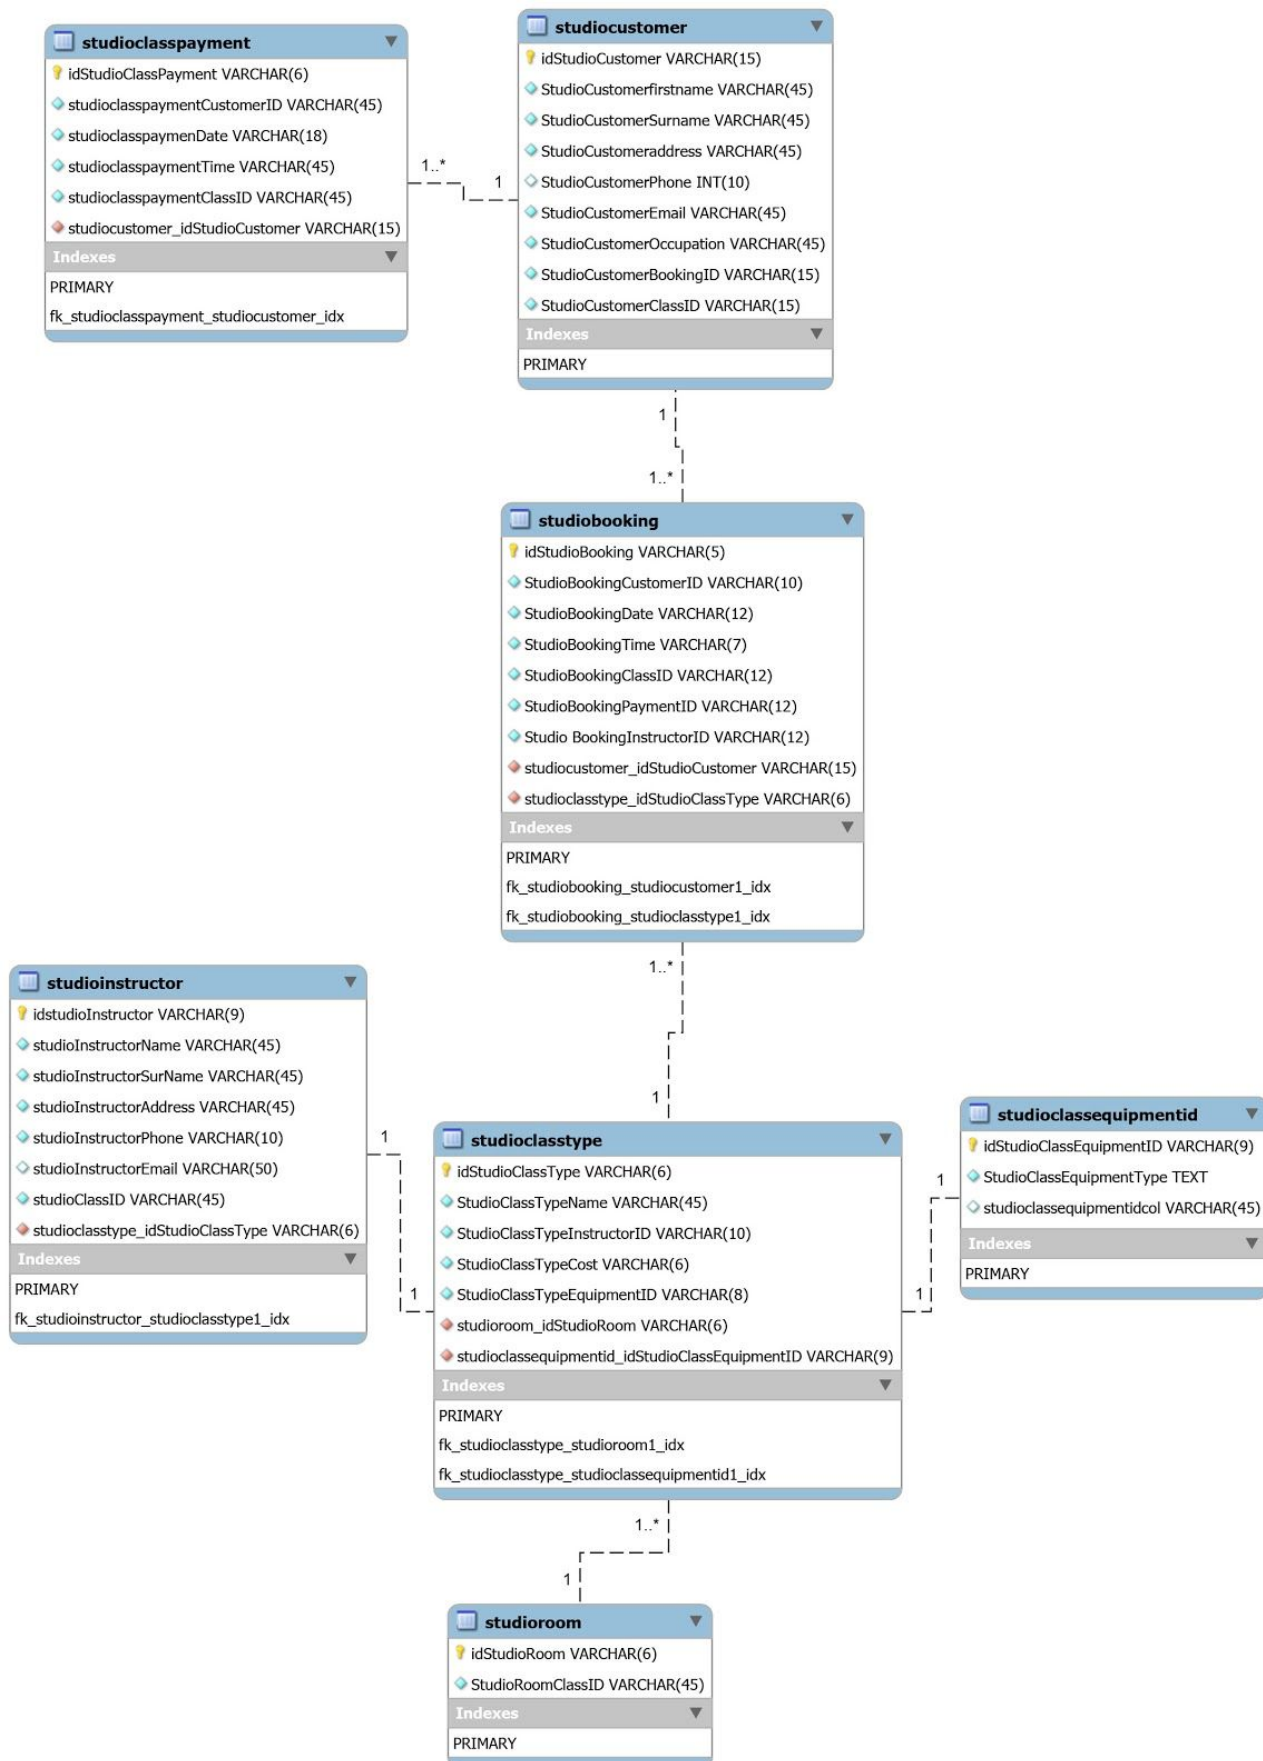 studioclasspayment
idStudioClassPayment VARCHAR(6)
studioclasspaymentCustomerID VARCHAR(45)
studioclasspaymenDate VARCHAR(18)
studioclasspaymentTime VARCHAR(45)
studioclasspaymentClassID VARCHAR(45)
studiocustomer_idStudioCustomer VARCHAR(15)
Indexes
PRIMARY
fk_studioclasspayment_studiocustomer_idx
1..*
1
studiocustomer
idStudioCustomer VARCHAR(15)
StudioCustomerfirstname VARCHAR(45)
StudioCustomerSurname VARCHAR(45)
StudioCustomeraddress VARCHAR(45)
StudioCustomerPhone INT(10)
StudioCustomerEmail VARCHAR(45)
StudioCustomerOccupation VARCHAR(45)
StudioCustomerBookingID VARCHAR(15)
StudioCustomerClassID VARCHAR(15)
Indexes
PRIMARY
1
1..*
studiobooking
idStudioBooking VARCHAR(5)
StudioBookingCustomerID VARCHAR(10)
StudioBookingDate VARCHAR(12)
StudioBookingTime VARCHAR(7)
StudioBookingClassID VARCHAR(12)
StudioBookingPaymentID VARCHAR(12)
Studio BookingInstructorID VARCHAR(12)
studiocustomer_idStudioCustomer VARCHAR(15)
studioclasstype_idStudioClassType VARCHAR(6)
Indexes
PRIMARY
fk_studiobooking_studiocustomer1_idx
fk_studiobooking_studioclasstype1_idx
1..*
1
studioinstructor
idstudioInstructor VARCHAR(9)
studioInstructorName VARCHAR(45)
studioInstructorSurName VARCHAR(45)
studioInstructorAddress VARCHAR(45)
studioInstructorPhone VARCHAR(10)
studioInstructorEmail VARCHAR(50)
studioClassID VARCHAR(45)
studioclasstype_idStudioClassType VARCHAR(6)
Indexes
PRIMARY
fk_studioinstructor_studioclasstype1_idx
1
1
studioclasstype
idStudioClassType VARCHAR(6)
StudioClassTypeName VARCHAR(45)
StudioClassTypeInstructorID VARCHAR(10)
StudioClassTypeCost VARCHAR(6)
StudioClassTypeEquipmentID VARCHAR(8)
studioroom_idStudioRoom VARCHAR(6)
studioclassequipmentid_idStudioClassEquipmentID VARCHAR(9)
Indexes
PRIMARY
fk_studioclasstype_studioroom1_idx
fk_studioclasstype_studioclassequipmentid1_idx
1
1
studioclassequipmentid
idStudioClassEquipmentID VARCHAR(9)
StudioClassEquipmentType TEXT
studioclassequipmentidcol VARCHAR(45)
Indexes
PRIMARY
1..*
1
studioroom
idStudioRoom VARCHAR(6)
StudioRoomClassID VARCHAR(45)
Indexes
PRIMARY